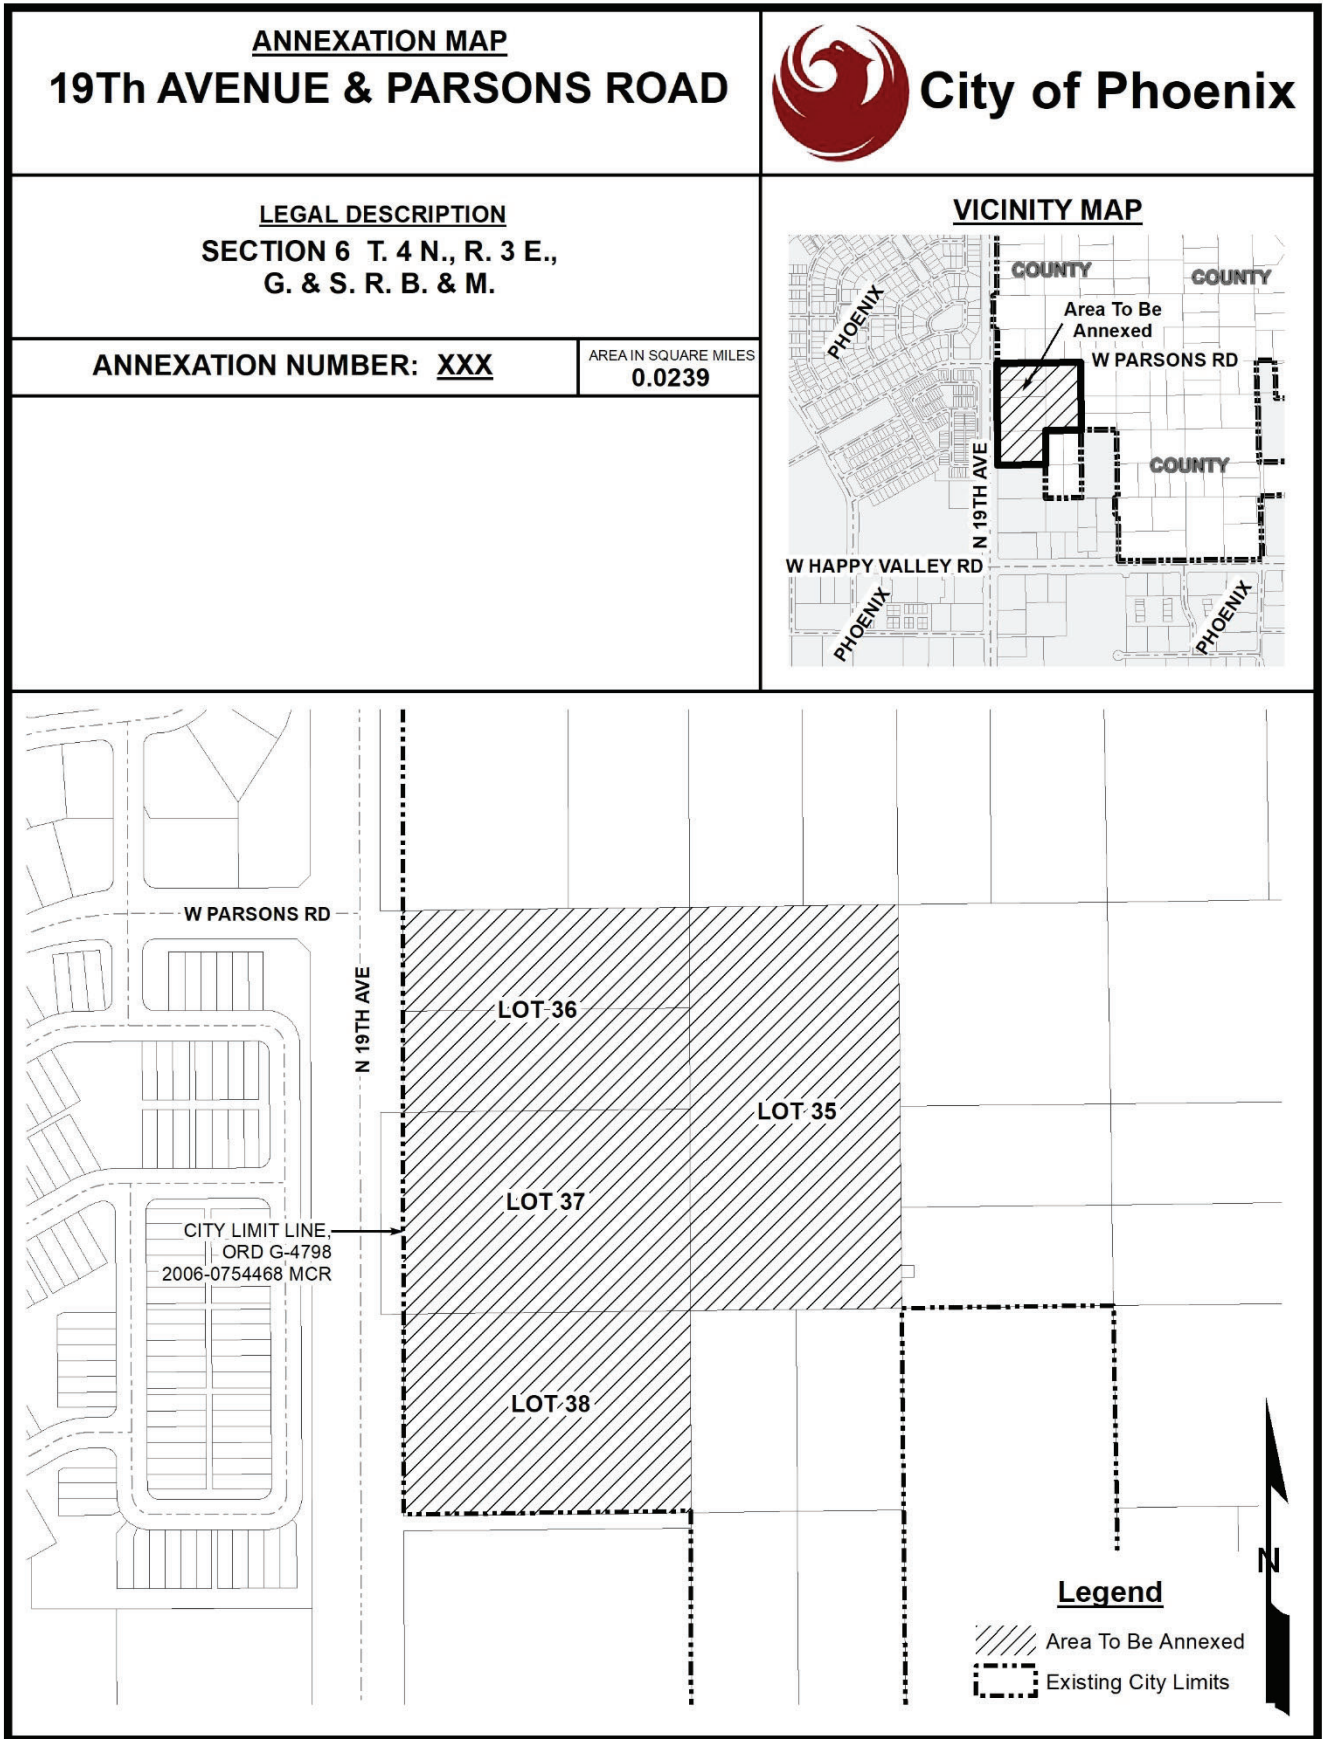 ANNEXATION MAP
19Th AVENUE & PARSONS ROAD
City of Phoenix
LEGAL DESCRIPTION
SECTION 6 T. 4 N., R. 3 E.,
G. & S. R. B. & M.
ANNEXATION NUMBER: XXX
AREA IN SQUARE MILES
0.0239
VICINITY MAP
COUNTY
COUNTY
PHOENIX
Area To Be
Annexed
W PARSONS RD
N 19TH AVE
COUNTY
W HAPPY VALLEY RD
PHOENIX
PHOENIX
W PARSONS RD
N 19TH AVE
LOT 36
LOT 35
LOT 37
CITY LIMIT LINE,
ORD G-4798
2006-0754468 MCR
LOT 38
N
Legend
Area To Be Annexed
Existing City Limits